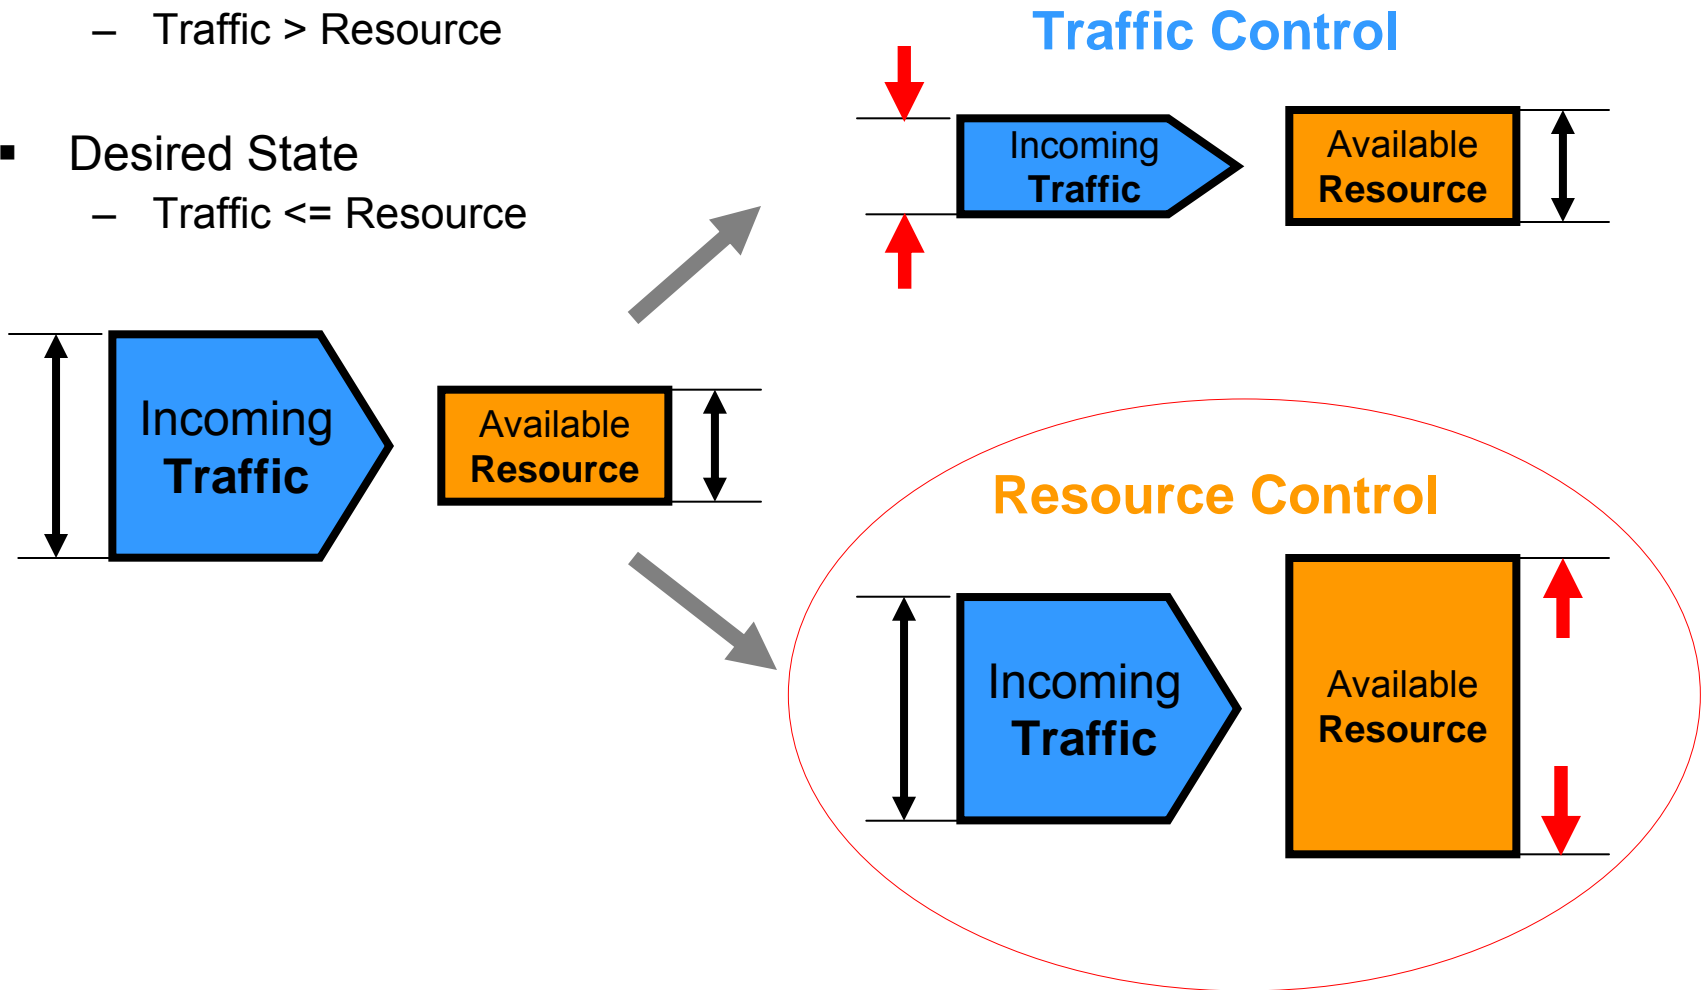 – Traffic > Resource
▪ Desired State
– Traffic <= Resource
Incoming
Traffic
Available
Resource
Traffic Control
Incoming
Traffic
Available
Resource
Resource Control
Incoming
Traffic
Available
Resource